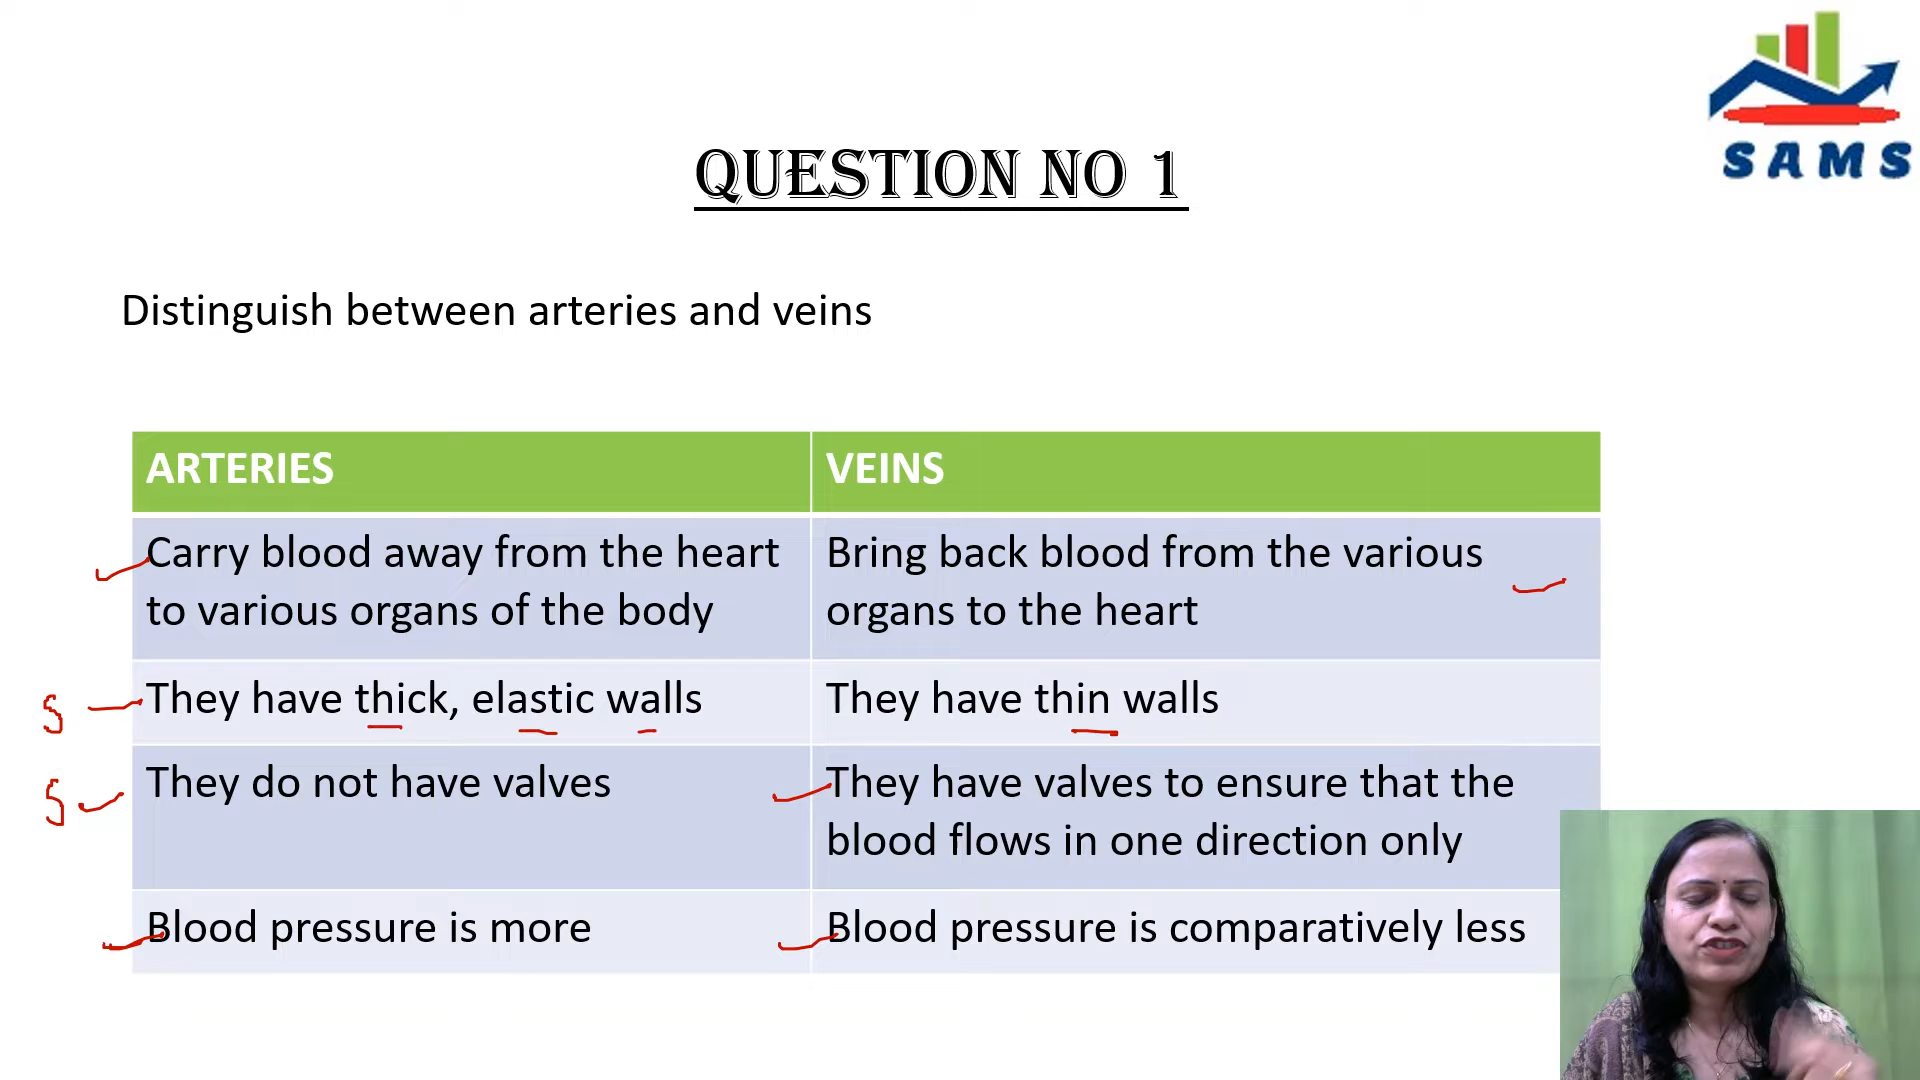 SAMS
QUESTION NO 1
Distinguish between arteries and veins
ARTERIES
VEINS
Carry blood away from the heart
to various organs of the body
Bring back blood from the various
organs to the heart
S
They have thick, elastic walls
They have thin walls
S
They do not have valves
They have valves to ensure that the
blood flows in one direction only
Blood pressure is more
Blood pressure is comparatively less